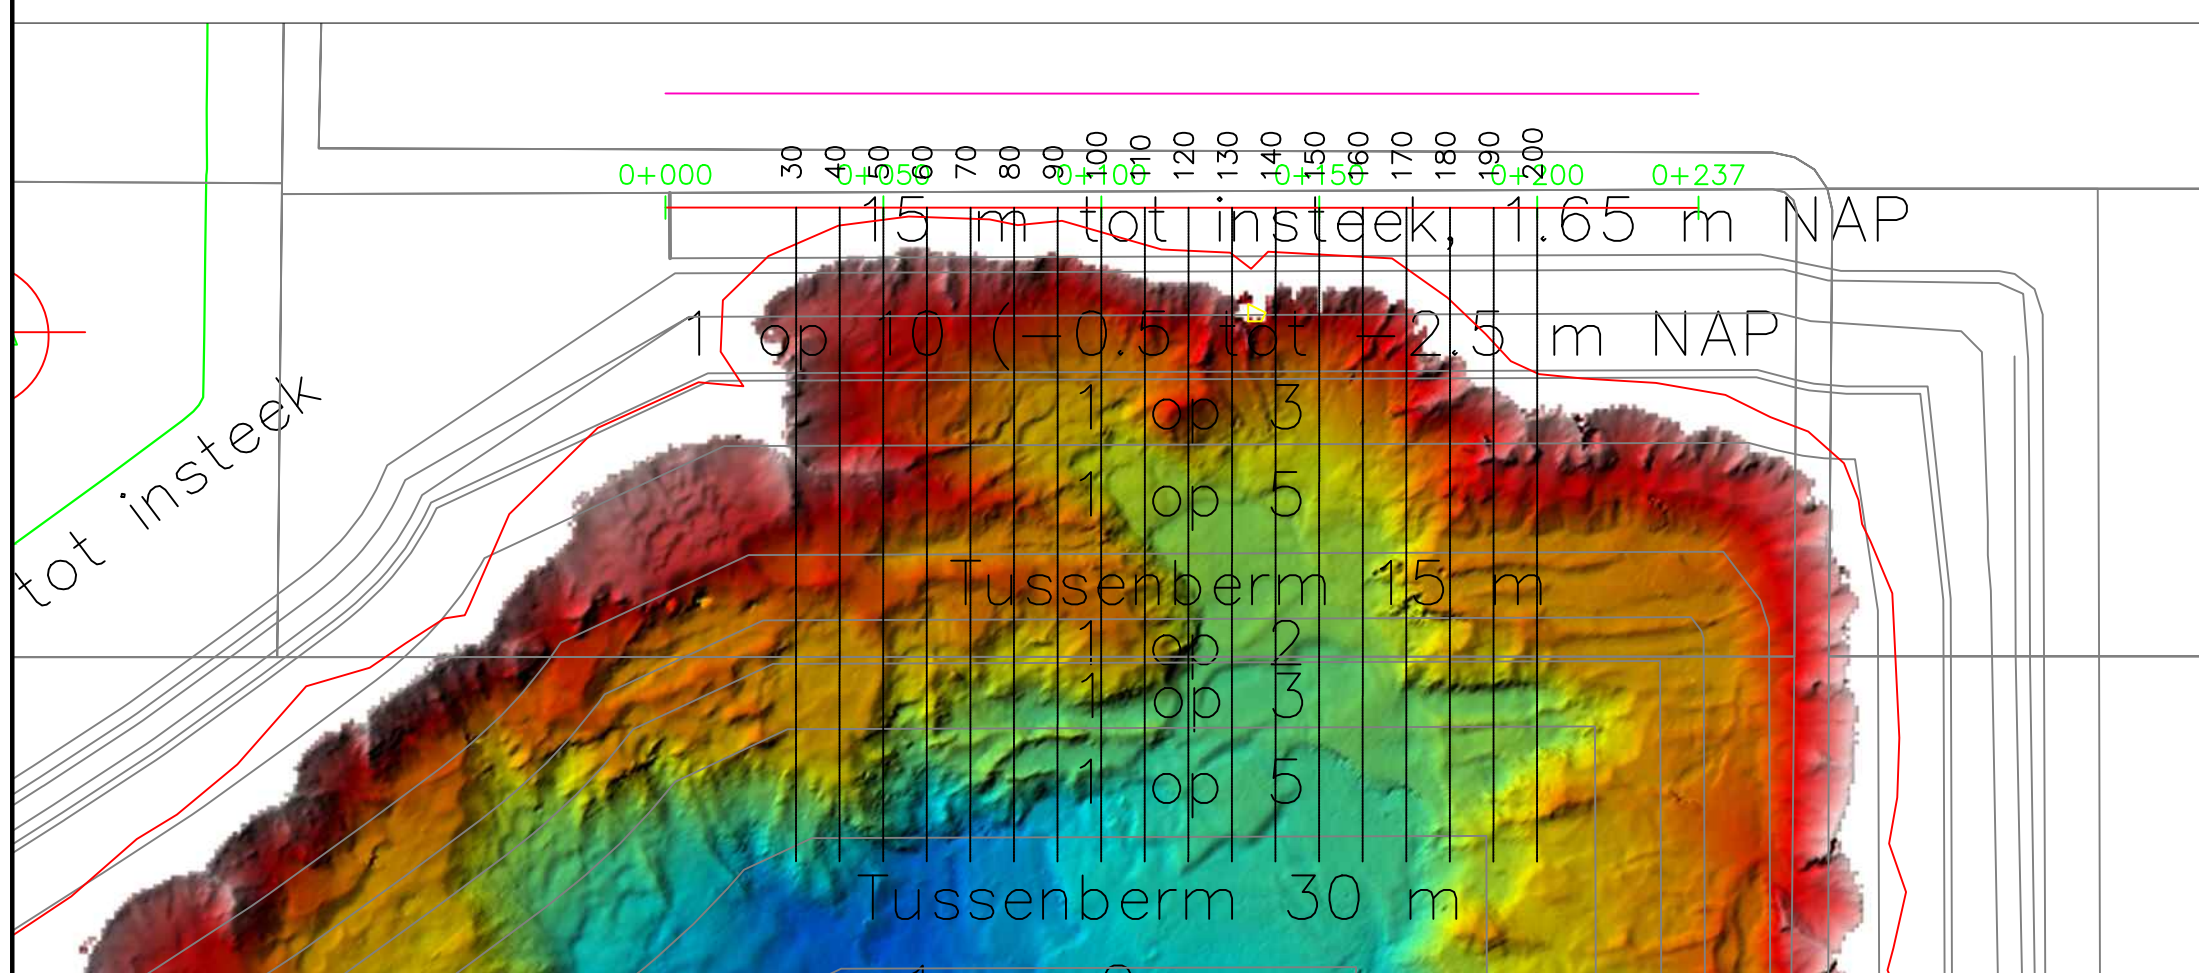 30 40 50 60 70 80 90 100 110 120 130 140 150 160 170 180 190 200
0+000 0+050 0+100 0+150 0+200 0+237
15 m tot insteek, 1.65 m NAP
1 op 10 (-0.5 tot -2.5 m NAP
tot insteek
1 op 3
1 op 5
Tussenberm 15 m
1 op 2
1 op 3
1 op 5
Tussenberm 30 m